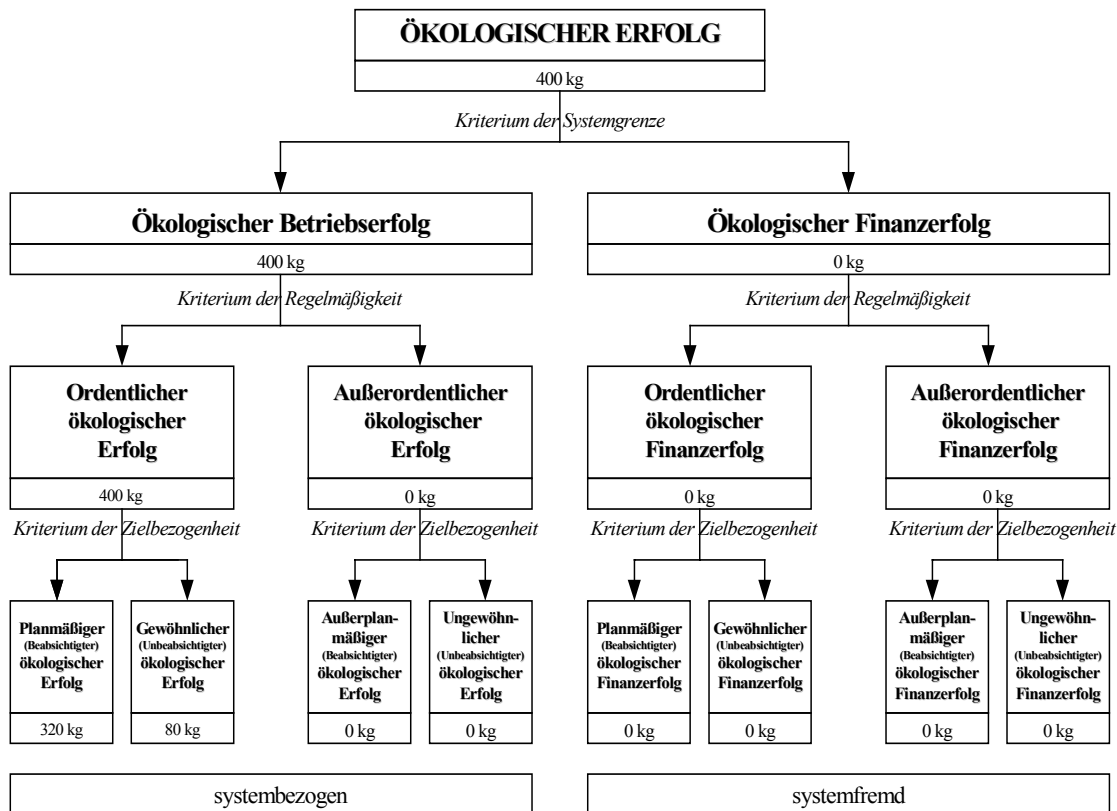 ÖKOLOGISCHER ERFOLG
400 kg
Kriterium der Systemgrenze
Ökologischer Betriebserfolg
400 kg
Ökologischer Finanzerfolg
0 kg
Kriterium der Regelmäßigkeit
Kriterium der Regelmäßigkeit
Ordentlicher
ökologischer
Erfolg
400 kg
Außerordentlicher
ökologischer
Erfolg
0 kg
Ordentlicher
ökologischer
Finanzerfolg
0 kg
Außerordentlicher
ökologischer
Finanzerfolg
0 kg
Kriterium der Zielbezogenheit
Kriterium der Zielbezogenheit
Kriterium der Zielbezogenheit
Kriterium der Zielbezogenheit
Planmäßiger
(Beabsichtigter)
ökologischer
Erfolg
320 kg
Gewöhnlicher
(Unbeabsichtigter)
ökologischer
Erfolg
80 kg
Außerplan-
mäßiger
(Beabsichtigter)
ökologischer
Erfolg
0 kg
Ungewöhn-
licher
(Unbeabsichtigter)
ökologischer
Erfolg
0 kg
Planmäßiger
(Beabsichtigter)
ökologischer
Finanzerfolg
0 kg
Gewöhnlicher
(Unbeabsichtigter)
ökologischer
Finanzerfolg
0 kg
Außerplan-
mäßiger
(Beabsichtigter)
ökologischer
Finanzerfolg
0 kg
Ungewöhn-
licher
(Unbeabsichtigter)
ökologischer
Finanzerfolg
0 kg
systembezogen
systemfremd